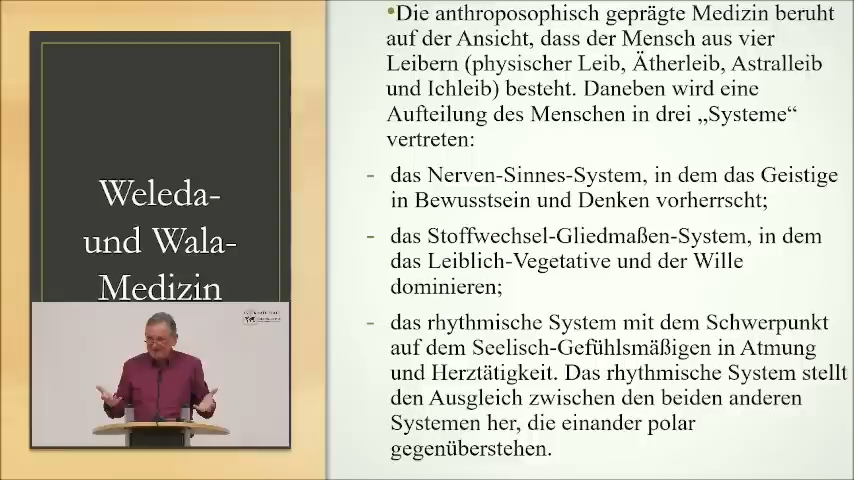 Weleda-
und Wala-
Medizin
•Die anthroposophisch geprägte Medizin beruht
auf der Ansicht, dass der Mensch aus vier
Leibern (physischer Leib, Ätherleib, Astralleib
und Ichleib) besteht. Daneben wird eine
Aufteilung des Menschen in drei „Systeme“
vertreten:
- das Nerven-Sinnes-System, in dem das Geistige
in Bewusstsein und Denken vorherrscht;
- das Stoffwechsel-Gliedmaßen-System, in dem
das Leiblich-Vegetative und der Wille
dominieren;
- das rhythmische System mit dem Schwerpunkt
auf dem Seelisch-Gefühlsmäßigen in Atmung
und Herztätigkeit. Das rhythmische System stellt
den Ausgleich zwischen den beiden anderen
Systemen her, die einander polar
gegenüberstehen.